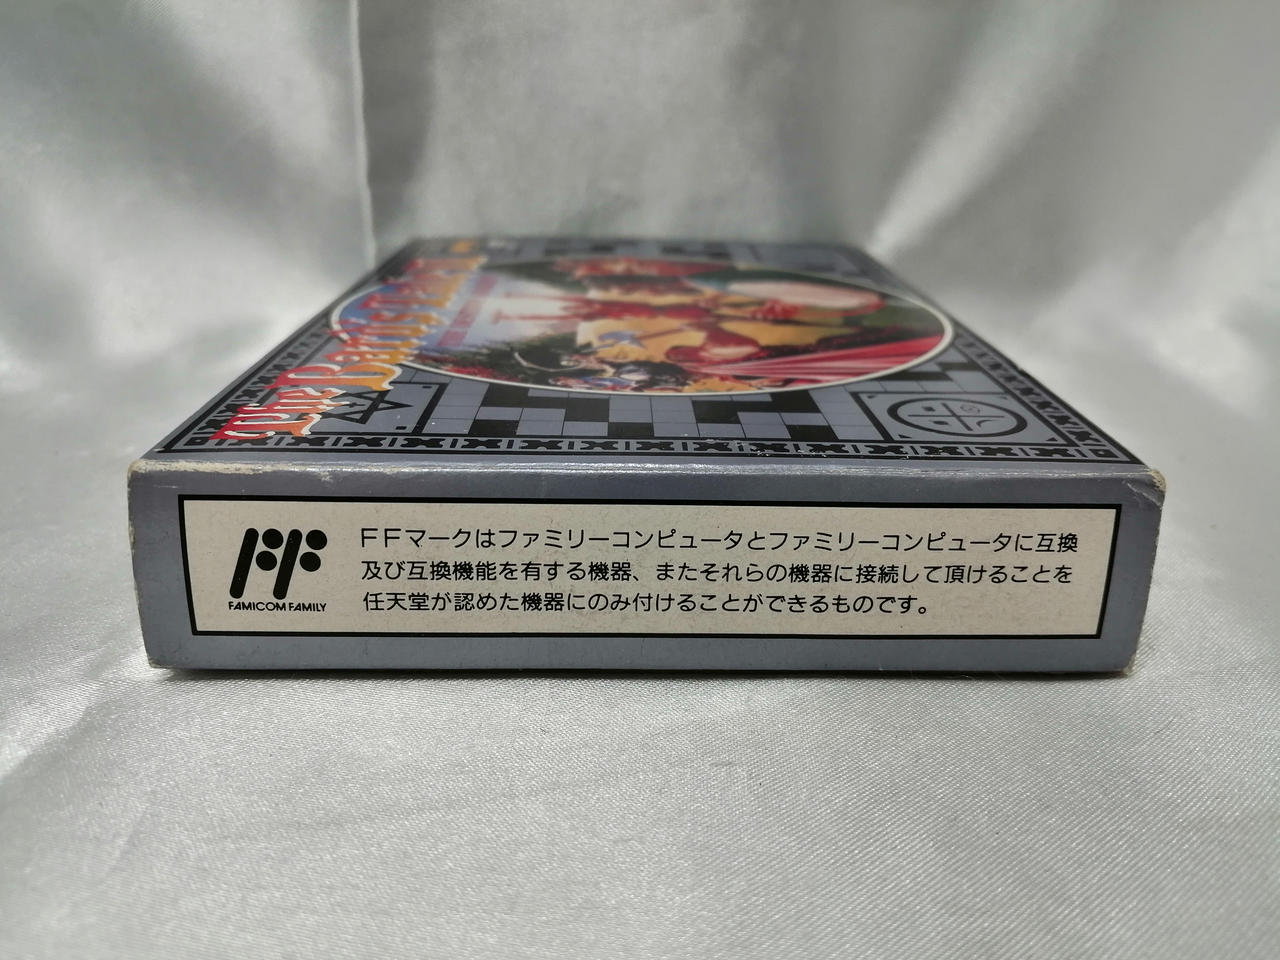 The Bard's Tale
FAMICOM FAMILY
FFマークはファミリーコンピュータとファミリーコンピュータに互換
及び互換機能を有する機器、またそれらの機器に接続して頂けることを
任天堂が認めた機器にのみ付けることができるものです。